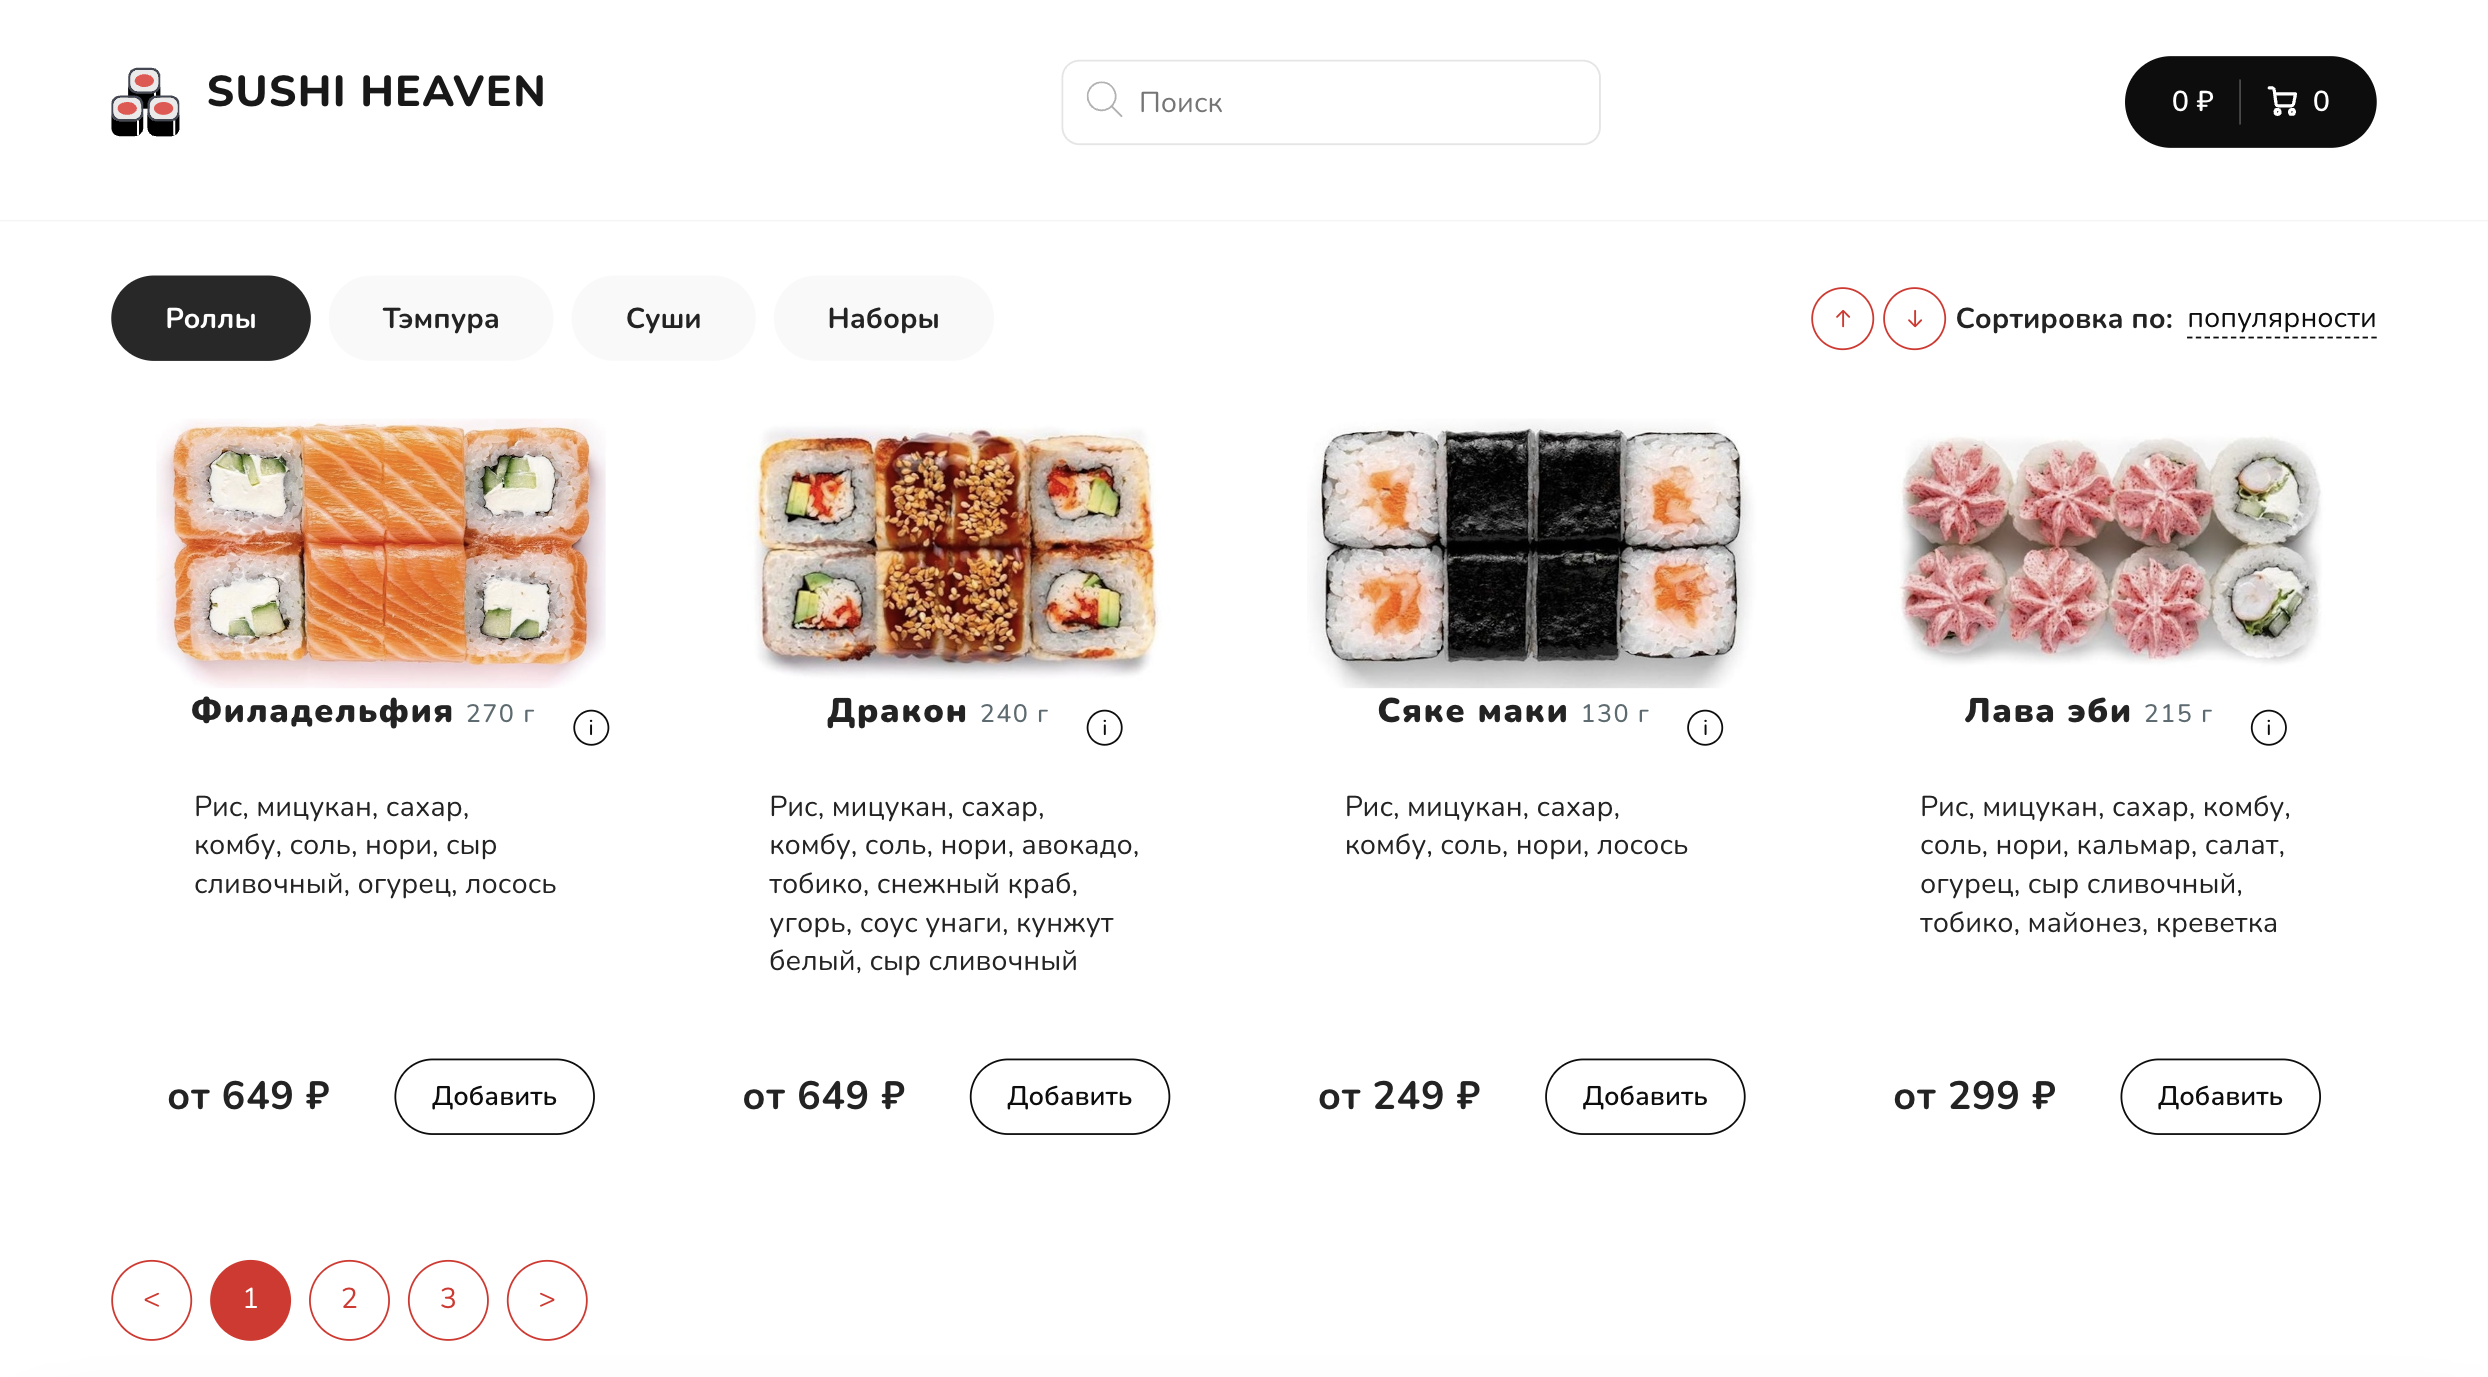 SUSHI HEAVEN
Поиск
0 ₽ 0
Роллы Тэмпура Суши Наборы
↑ ↓ Сортировка по: популярности
Филадельфия 270 г i
Рис, мицукан, сахар,
комбу, соль, нори, сыр
сливочный, огурец, лосось
от 649 ₽ Добавить
Дракон 240 г i
Рис, мицукан, сахар,
комбу, соль, нори, авокадо,
тобико, снежный краб,
угорь, соус унаги, кунжут
белый, сыр сливочный
от 649 ₽ Добавить
Сяке маки 130 г i
Рис, мицукан, сахар,
комбу, соль, нори, лосось
от 249 ₽ Добавить
Лава эби 215 г i
Рис, мицукан, сахар, комбу,
соль, нори, кальмар, салат,
огурец, сыр сливочный,
тобико, майонез, креветка
от 299 ₽ Добавить
< 1 2 3 >